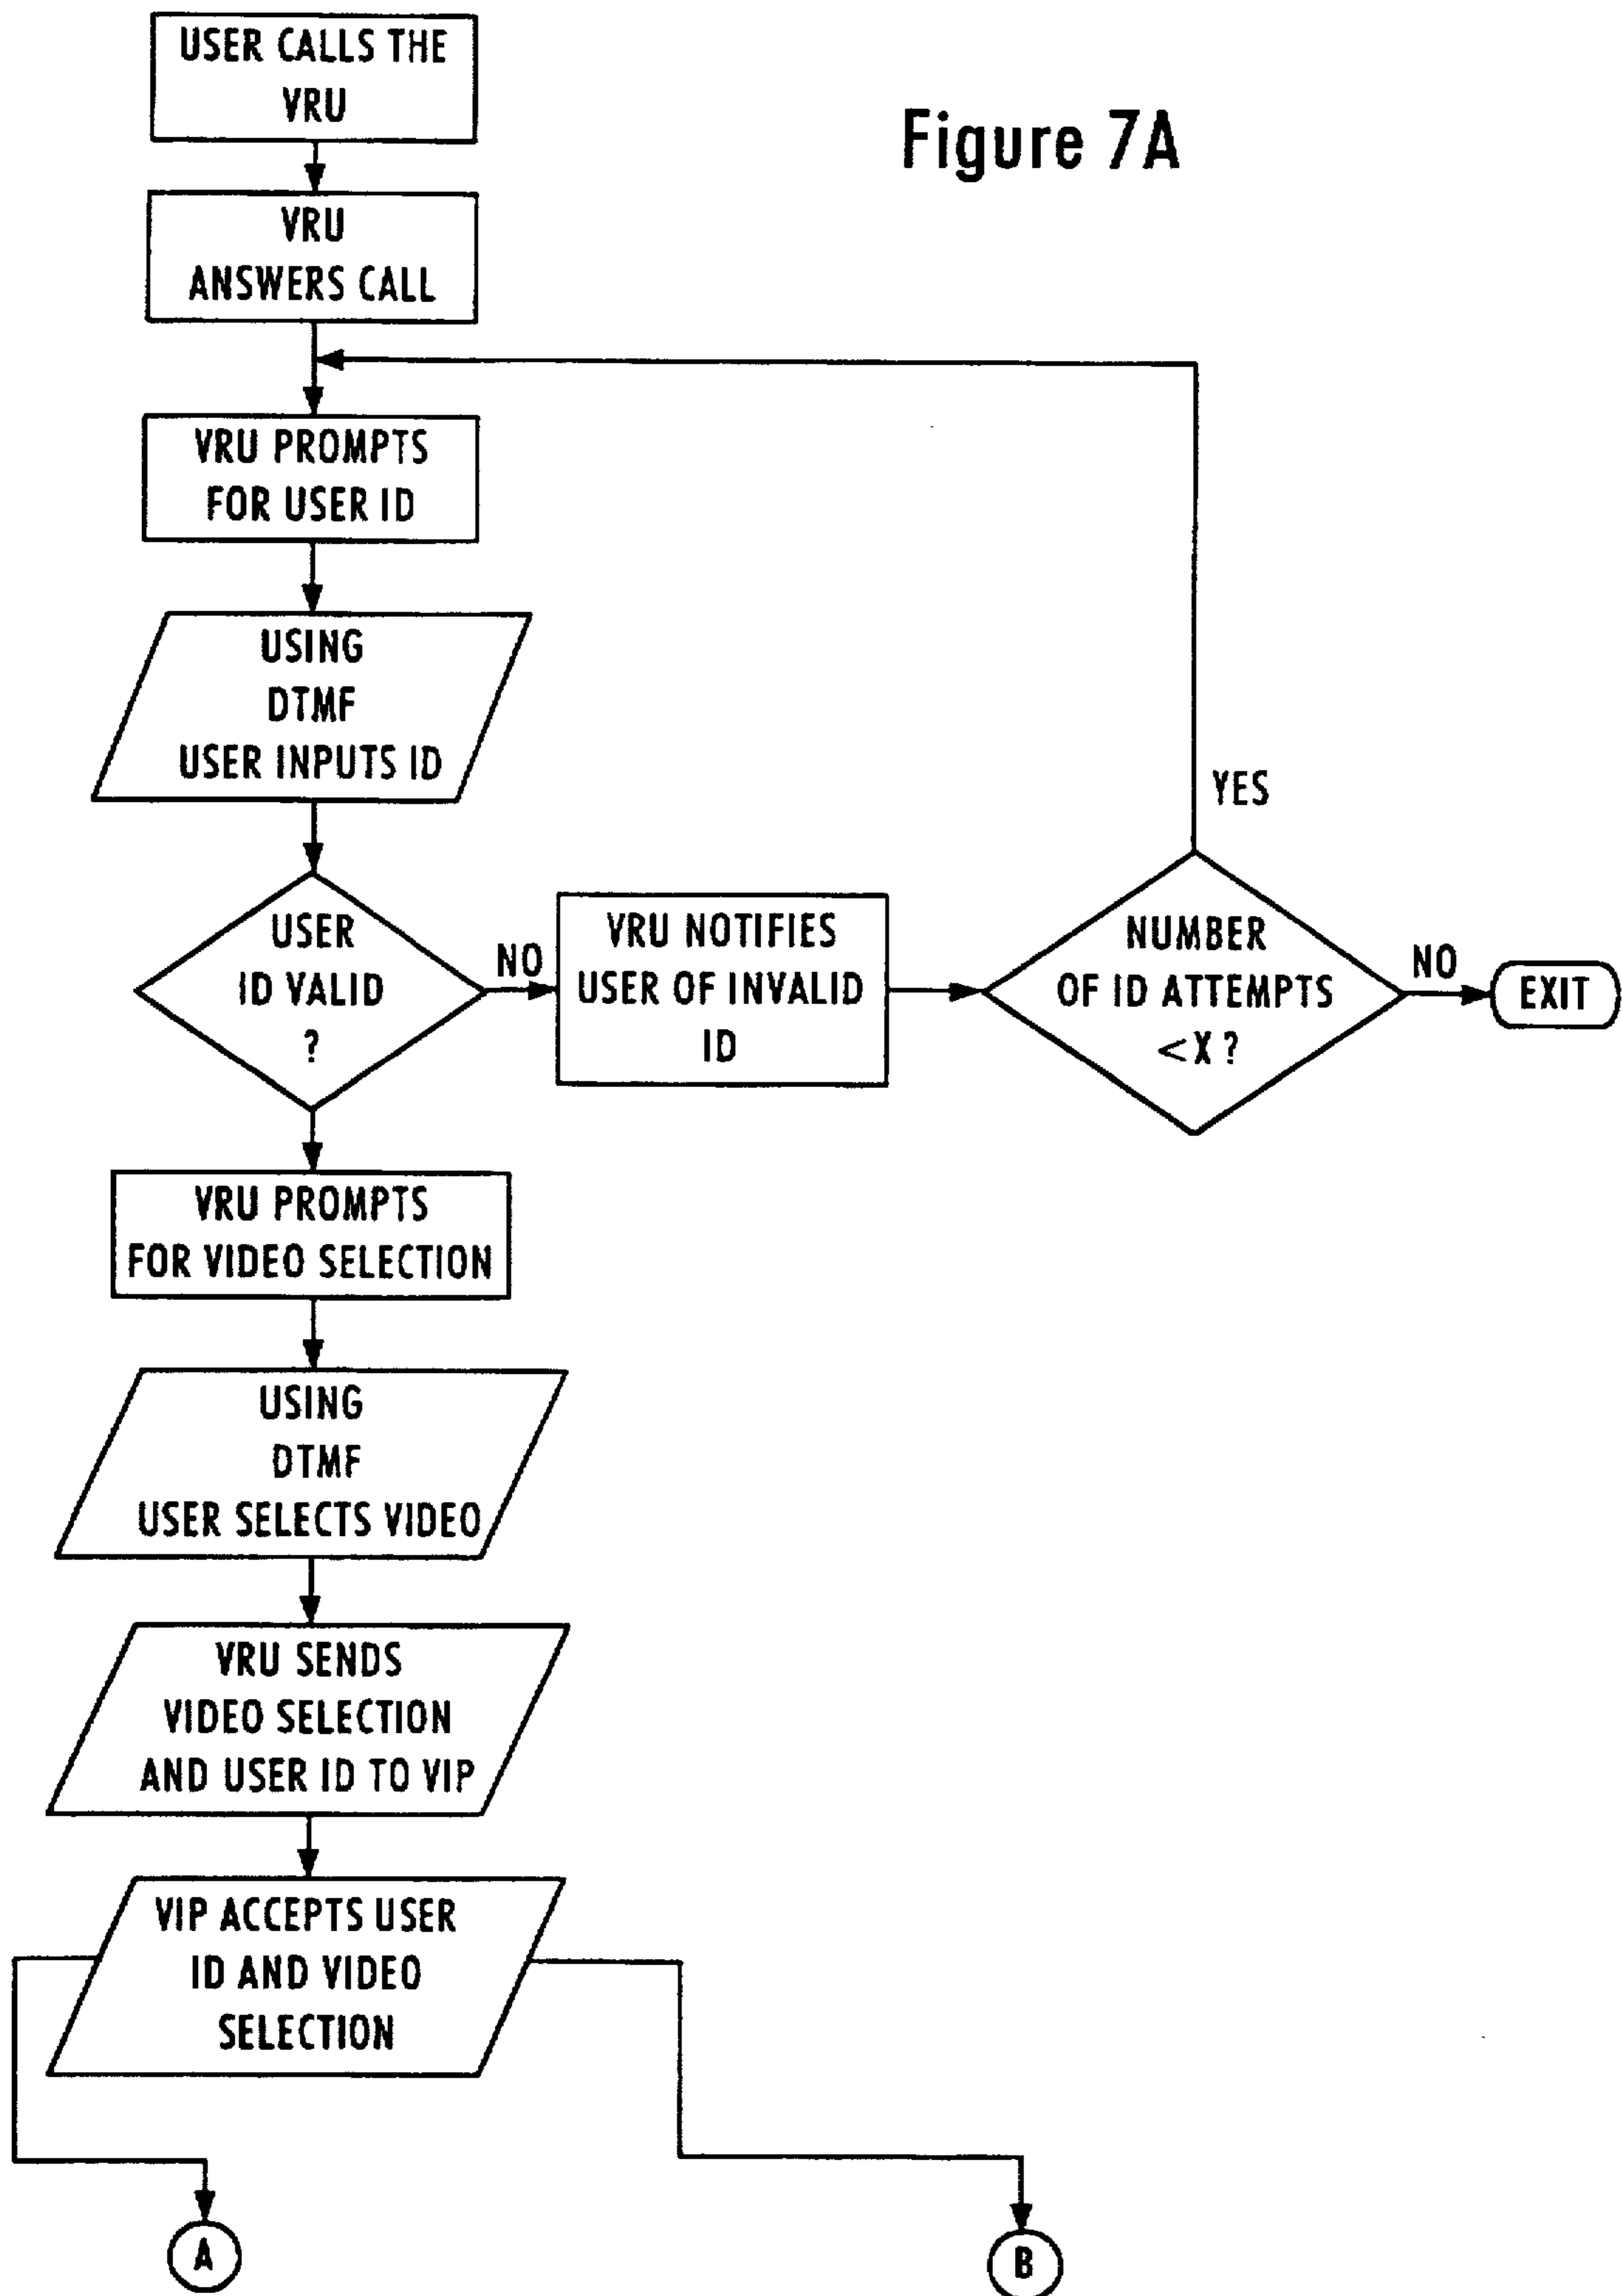 USER CALLS THE
VRU
Figure 7A
VRU
ANSWERS CALL
VRU PROMPTS
FOR USER ID
USING
DTMF
USER INPUTS ID
YES
USER
ID VALID
?
NO
VRU NOTIFIES
USER OF INVALID
ID
NUMBER
OF ID ATTEMPTS
<X?
NO
EXIT
VRU PROMPTS
FOR VIDEO SELECTION
USING
DTMF
USER SELECTS VIDEO
VRU SENDS
VIDEO SELECTION
AND USER ID TO VIP
VIP ACCEPTS USER
ID AND VIDEO
SELECTION
A
B